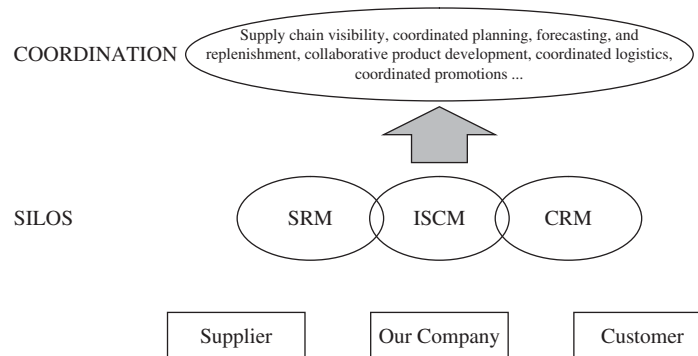 Supply chain visibility, coordinated planning, forecasting, and
COORDINATION
replenishment, collaborative product development, coordinated logistics,
coordinated promotions ...
SILOS
SRM
ISCM
CRM
Supplier
Our Company
Customer